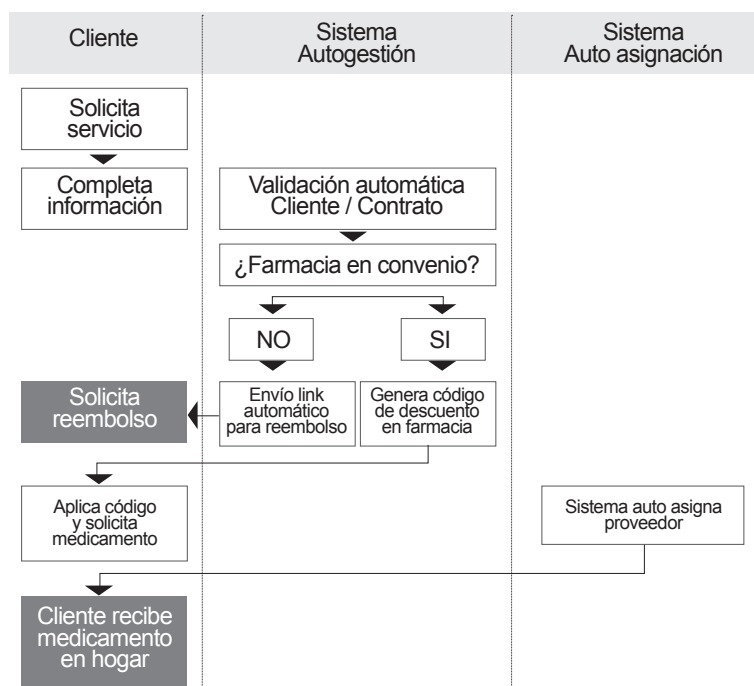 Cliente
Sistema
Autogestión
Sistema
Auto asignación
Solicita
servicio
Completa
información
Validación automática
Cliente / Contrato
¿Farmacia en convenio?
NO
SI
Solicita
reembolso
Envío link
automático
para reembolso
Genera código
de descuento
en farmacia
Aplica código
y solicita
medicamento
Sistema auto asigna
proveedor
Cliente recibe
medicamento
en hogar